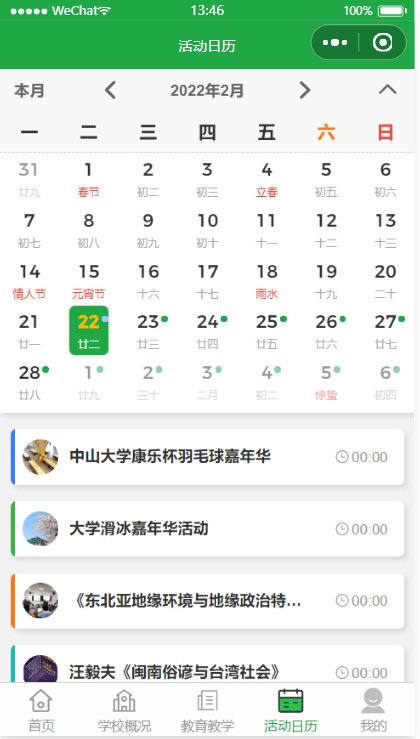 WeChat 13:46 100%
活动日历
本月 2022年2月
一 二 三 四 五 六 日
31 1 2 3 4 5 6
廿九 春节 初二 初三 立春 初五 初六
7 8 9 10 11 12 13
初七 初八 初九 初十 十一 十二 十三
14 15 16 17 18 19 20
情人节 元宵节 十六 十七 雨水 十九 二十
21 22 23 24 25 26 27
廿一 廿二 廿三 廿四 廿五 廿六 廿七
28 1 2 3 4 5 6
廿八 廿九 三十 二月 初二 惊蛰 初四
中山大学康乐杯羽毛球嘉年华 00:00
大学滑冰嘉年华活动 00:00
《东北亚地缘环境与地缘政治特... 00:00
汪毅夫《闽南俗谚与台湾社会》 00:00
首页 学校概况 教育教学 活动日历 我的